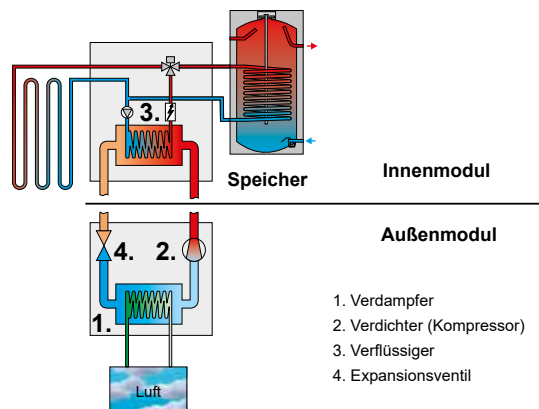 3.
Speicher
Innenmodul
Außenmodul
4.
2.
1.
Luft
1. Verdampfer
2. Verdichter (Kompressor)
3. Verflüssiger
4. Expansionsventil